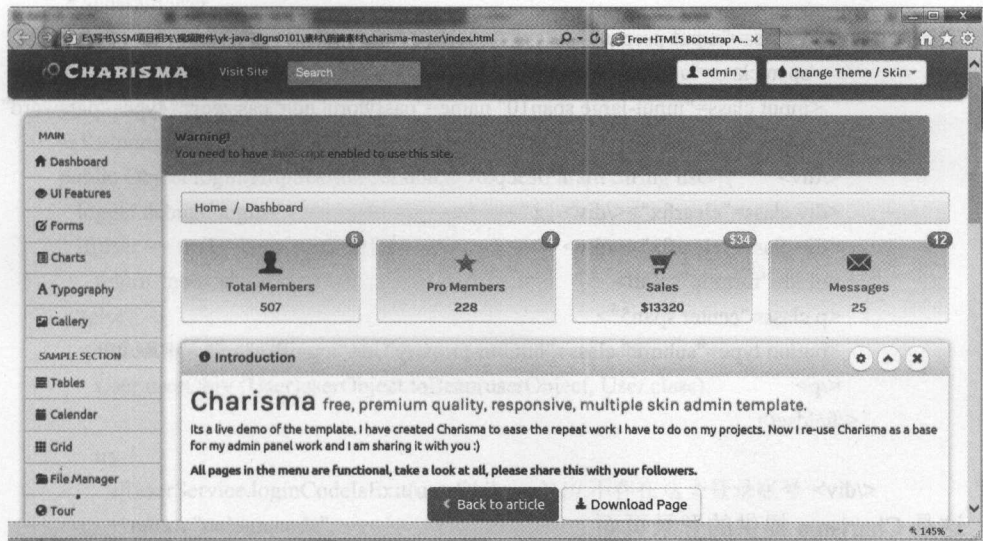 E:\写书\SSM项目相关\视频附件\yk-java-dlgns0101\素材\前端素材\charisma-master\index.html
Free HTML5 Bootstrap A...
CHARISMA
Visit Site
Search
admin
Change Theme / Skin
MAIN
Dashboard
UI Features
Forms
Charts
Typography
Gallery
SAMPLE SECTION
Tables
Calendar
Grid
File Manager
Tour
Warning!
You need to have JavaScript enabled to use this site.
Home / Dashboard
6
Total Members
507
4
Pro Members
228
$34
Sales
$13320
12
Messages
25
Introduction
Charisma free, premium quality, responsive, multiple skin admin template.
Its a live demo of the template. I have created Charisma to ease the repeat work I have to do on my projects. Now I re-use Charisma as a base
for my admin panel work and I am sharing it with you :)
All pages in the menu are functional, take a look at all, please share this with your followers.
Back to article
Download Page
145%